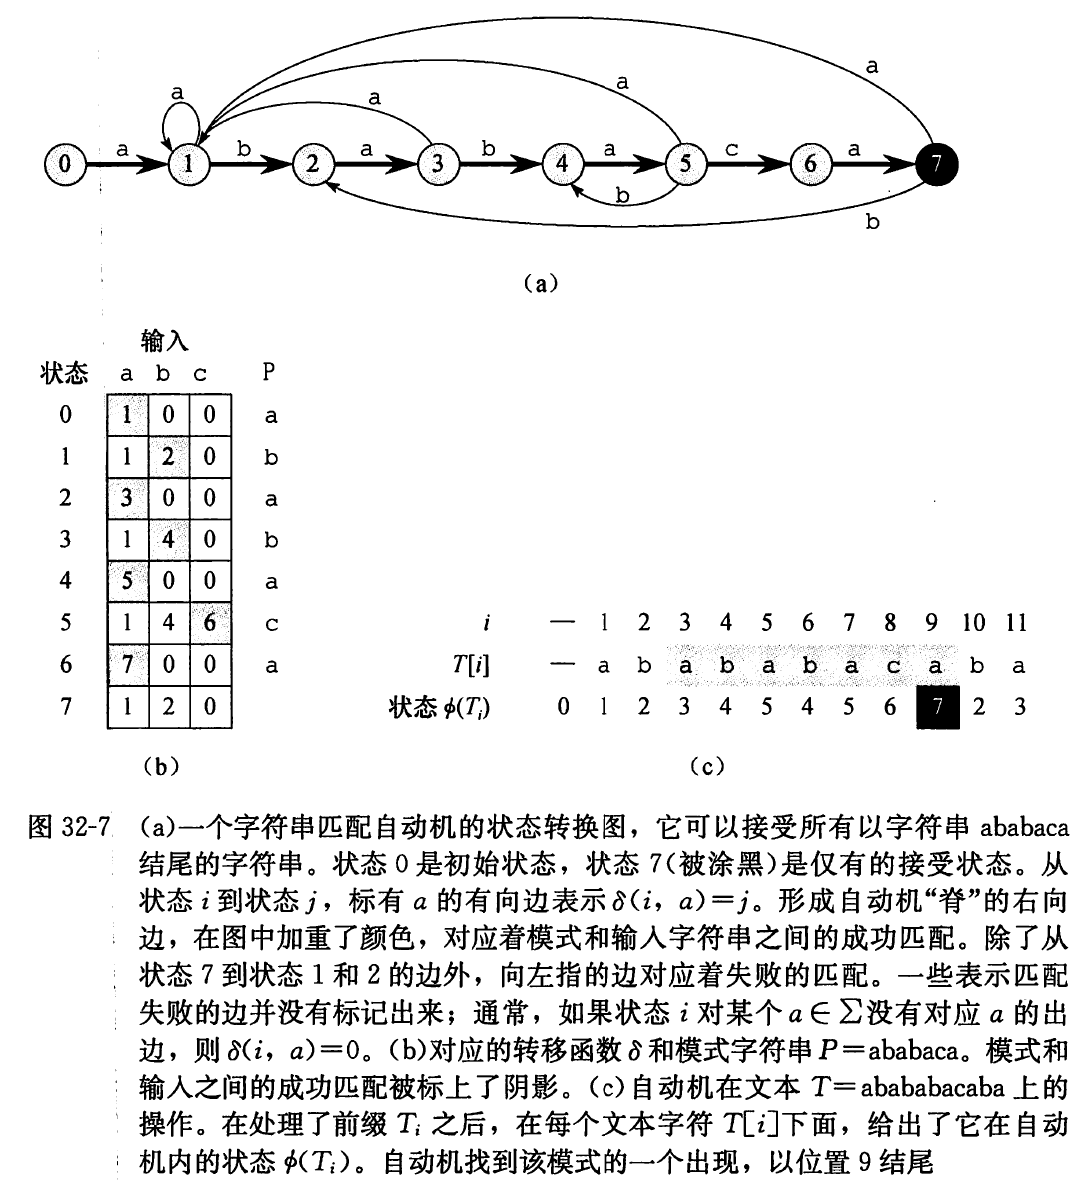 a a a a
0 a 1 b 2 a 3 b 4 a 5 c 6 a 7
b b
(a)
输入
状态 a b c P
0 1 0 0 a
1 1 2 0 b
2 3 0 0 a
3 1 4 0 b
4 5 0 0 a
5 1 4 6 c
6 7 0 0 a
7 1 2 0
(b)
i — 1 2 3 4 5 6 7 8 9 10 11
T[i] — a b a b a b a c a b a
状态 ϕ(Tᵢ) 0 1 2 3 4 5 4 5 6 7 2 3
(c)
图 32-7 (a)一个字符串匹配自动机的状态转换图，它可以接受所有以字符串 ababaca
结尾的字符串。状态 0 是初始状态，状态 7(被涂黑)是仅有的接受状态。从
状态 i 到状态 j，标有 a 的有向边表示 δ(i, a)=j。形成自动机“脊”的右向
边，在图中加重了颜色，对应着模式和输入字符串之间的成功匹配。除了从
状态 7 到状态 1 和 2 的边外，向左指的边对应着失败的匹配。一些表示匹配
失败的边并没有标记出来；通常，如果状态 i 对某个 a∈Σ没有对应 a 的出
边，则 δ(i, a)=0。(b)对应的转移函数 δ 和模式字符串 P=ababaca。模式和
输入之间的成功匹配被标上了阴影。(c)自动机在文本 T=abababacaba 上的
操作。在处理了前缀 Tᵢ 之后，在每个文本字符 T[i]下面，给出了它在自动
机内的状态 ϕ(Tᵢ)。自动机找到该模式的一个出现，以位置 9 结尾